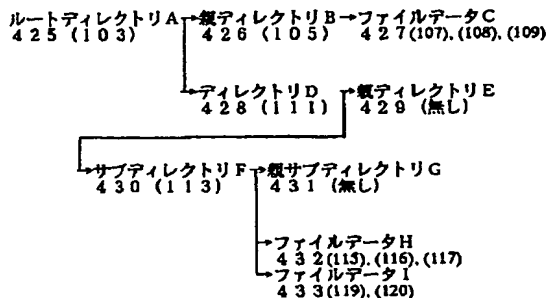 ルートディレクトリA 親ディレクトリB ファイルデータC
425 (103) 426 (105) 427 (107), (108), (109)
ディレクトリD 親ディレクトリE
428 (111) 429 (無し)
サブディレクトリF 親サブディレクトリG
430 (113) 431 (無し)
ファイルデータH
432 (115), (116), (117)
ファイルデータI
433 (119), (120)